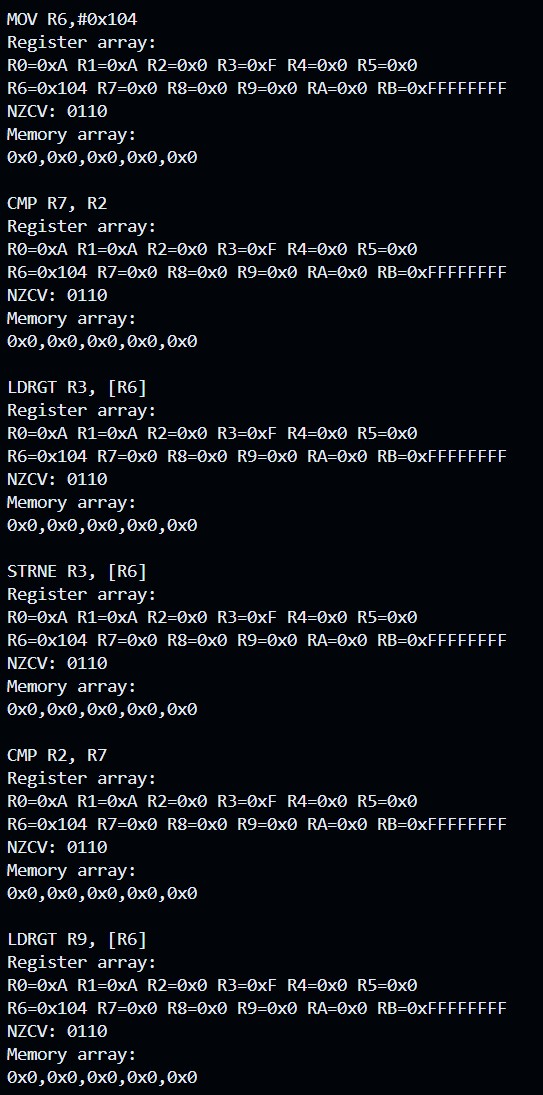 MOV R6,#0x104
Register array:
R0=0xA R1=0xA R2=0x0 R3=0xF R4=0x0 R5=0x0
R6=0x104 R7=0x0 R8=0x0 R9=0x0 RA=0x0 RB=0xFFFFFFFF
NZCV: 0110
Memory array:
0x0,0x0,0x0,0x0,0x0

CMP R7, R2
Register array:
R0=0xA R1=0xA R2=0x0 R3=0xF R4=0x0 R5=0x0
R6=0x104 R7=0x0 R8=0x0 R9=0x0 RA=0x0 RB=0xFFFFFFFF
NZCV: 0110
Memory array:
0x0,0x0,0x0,0x0,0x0

LDRGT R3, [R6]
Register array:
R0=0xA R1=0xA R2=0x0 R3=0xF R4=0x0 R5=0x0
R6=0x104 R7=0x0 R8=0x0 R9=0x0 RA=0x0 RB=0xFFFFFFFF
NZCV: 0110
Memory array:
0x0,0x0,0x0,0x0,0x0

STRNE R3, [R6]
Register array:
R0=0xA R1=0xA R2=0x0 R3=0xF R4=0x0 R5=0x0
R6=0x104 R7=0x0 R8=0x0 R9=0x0 RA=0x0 RB=0xFFFFFFFF
NZCV: 0110
Memory array:
0x0,0x0,0x0,0x0,0x0

CMP R2, R7
Register array:
R0=0xA R1=0xA R2=0x0 R3=0xF R4=0x0 R5=0x0
R6=0x104 R7=0x0 R8=0x0 R9=0x0 RA=0x0 RB=0xFFFFFFFF
NZCV: 0110
Memory array:
0x0,0x0,0x0,0x0,0x0

LDRGT R9, [R6]
Register array:
R0=0xA R1=0xA R2=0x0 R3=0xF R4=0x0 R5=0x0
R6=0x104 R7=0x0 R8=0x0 R9=0x0 RA=0x0 RB=0xFFFFFFFF
NZCV: 0110
Memory array:
0x0,0x0,0x0,0x0,0x0